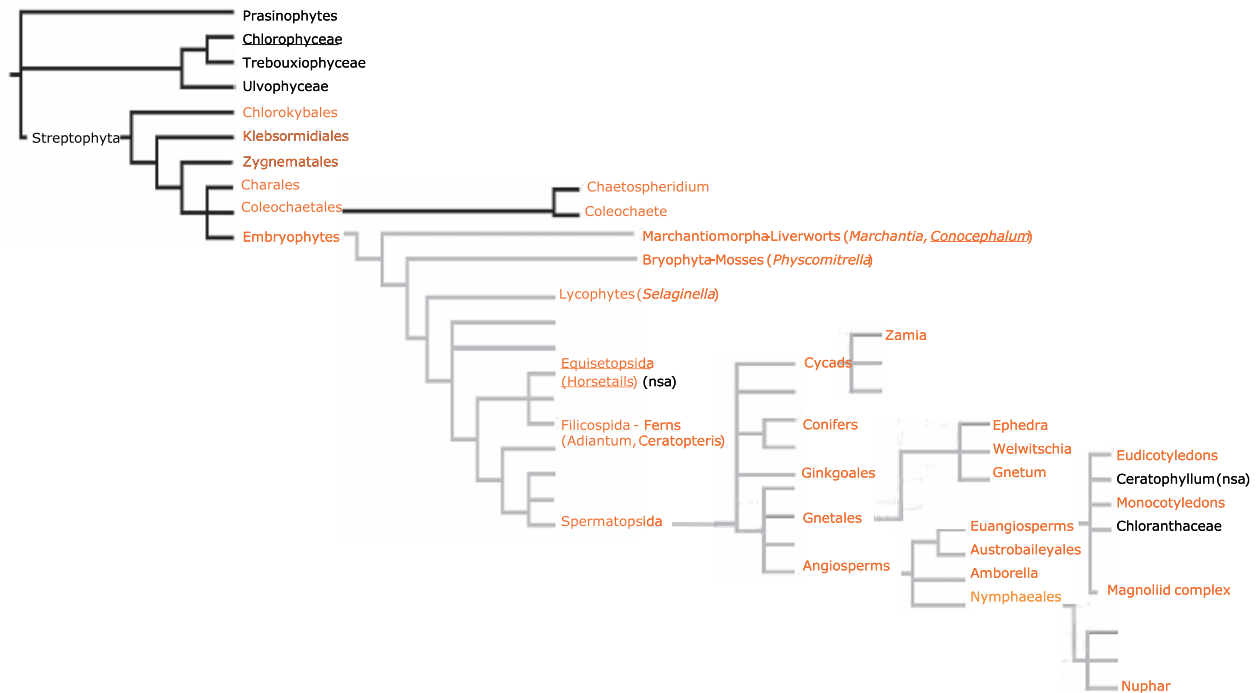 Prasinophytes
Chlorophyceae
Trebouxiophyceae
Ulvophyceae
Streptophyta
Chlorokybales
Klebsormidiales
Zygnematales
Charales
Coleochaetales
Embryophytes
Chaetospheridium
Coleochaete
Marchantiomorpha-Liverworts (Marchantia, Conocephalum)
Bryophyta-Mosses (Physcomitrella)
Lycophytes (Selaginella)
Equisetopsida
(Horsetails) (nsa)
Filicospida - Ferns
(Adiantum, Ceratopteris)
Spermatopsida
Cycads
Zamia
Conifers
Ginkgoales
Gnetales
Angiosperms
Ephedra
Welwitschia
Gnetum
Euangiosperms
Austrobaileyales
Amborella
Nymphaeales
Eudicotyledons
Ceratophyllum (nsa)
Monocotyledons
Chloranthaceae
Magnoliid complex
Nuphar